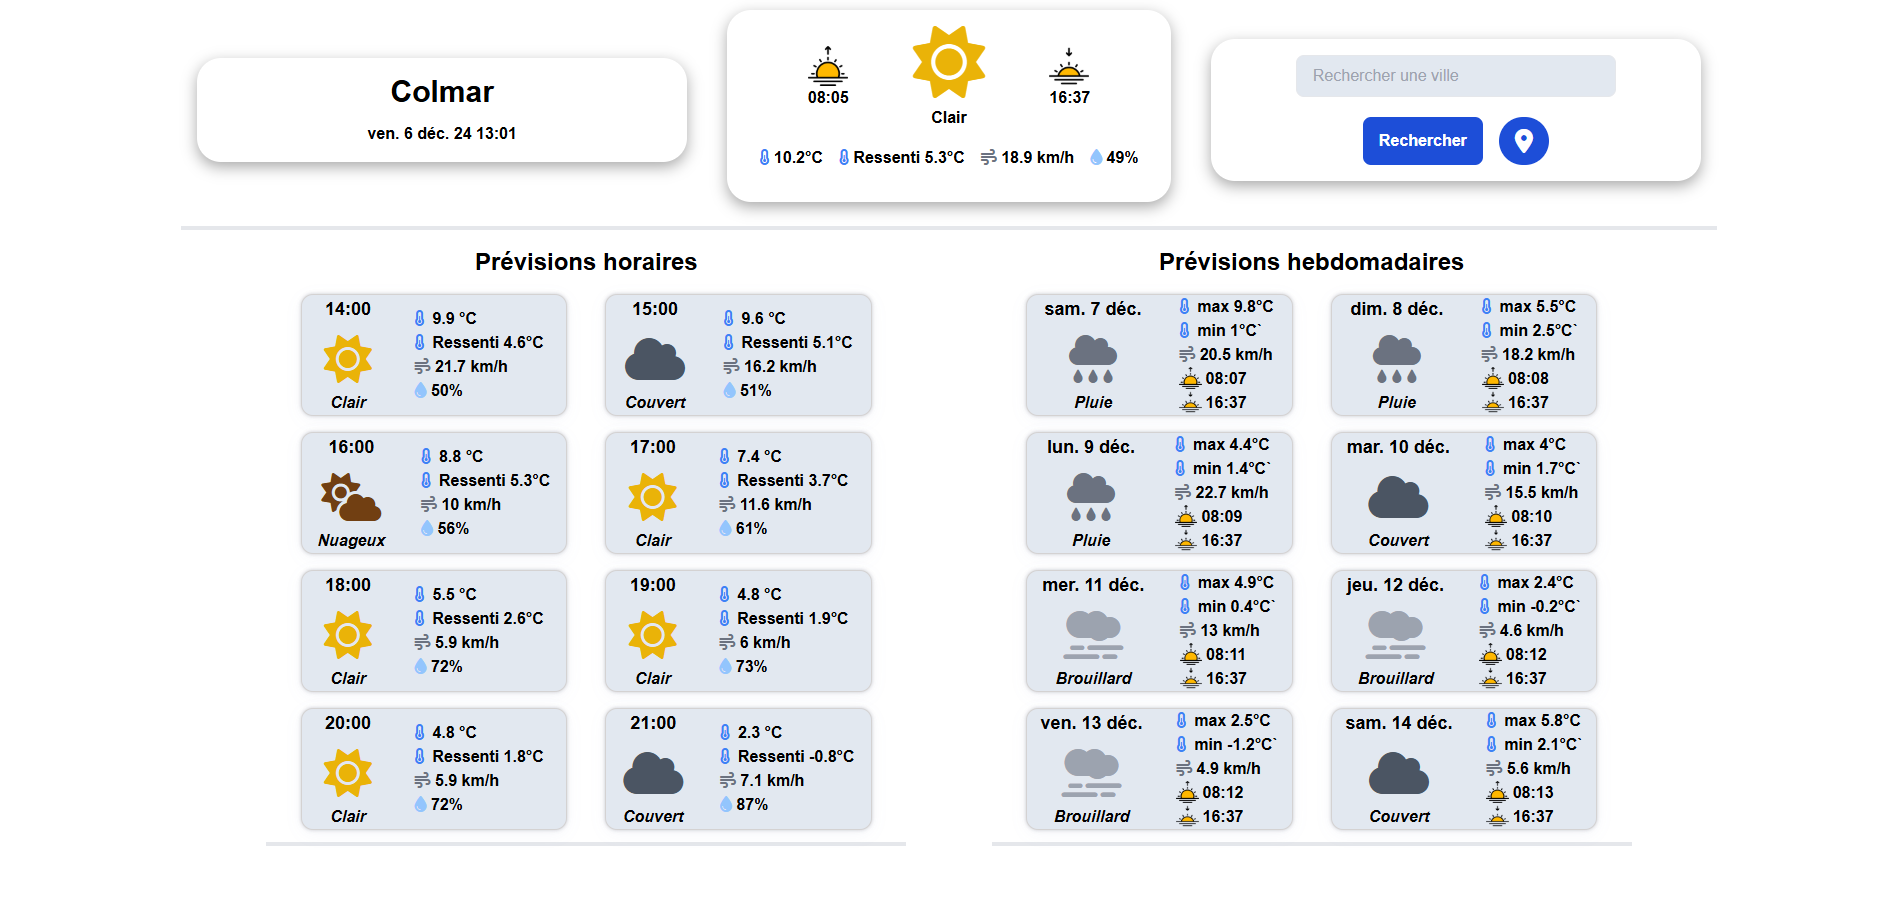 Colmar
ven. 6 déc. 24 13:01
08:05
Clair
16:37
10.2°C Ressenti 5.3°C 18.9 km/h 49%
Rechercher une ville
Rechercher
Prévisions horaires
14:00
Clair
9.9 °C
Ressenti 4.6°C
21.7 km/h
50%
15:00
Couvert
9.6 °C
Ressenti 5.1°C
16.2 km/h
51%
16:00
Nuageux
8.8 °C
Ressenti 5.3°C
10 km/h
56%
17:00
Clair
7.4 °C
Ressenti 3.7°C
11.6 km/h
61%
18:00
Clair
5.5 °C
Ressenti 2.6°C
5.9 km/h
72%
19:00
Clair
4.8 °C
Ressenti 1.9°C
6 km/h
73%
20:00
Clair
4.8 °C
Ressenti 1.8°C
5.9 km/h
72%
21:00
Couvert
2.3 °C
Ressenti -0.8°C
7.1 km/h
87%
Prévisions hebdomadaires
sam. 7 déc.
Pluie
max 9.8°C
min 1°C`
20.5 km/h
08:07
16:37
dim. 8 déc.
Pluie
max 5.5°C
min 2.5°C`
18.2 km/h
08:08
16:37
lun. 9 déc.
Pluie
max 4.4°C
min 1.4°C`
22.7 km/h
08:09
16:37
mar. 10 déc.
Couvert
max 4°C
min 1.7°C`
15.5 km/h
08:10
16:37
mer. 11 déc.
Brouillard
max 4.9°C
min 0.4°C`
13 km/h
08:11
16:37
jeu. 12 déc.
Brouillard
max 2.4°C
min -0.2°C`
4.6 km/h
08:12
16:37
ven. 13 déc.
Brouillard
max 2.5°C
min -1.2°C`
4.9 km/h
08:12
16:37
sam. 14 déc.
Couvert
max 5.8°C
min 2.1°C`
5.6 km/h
08:13
16:37